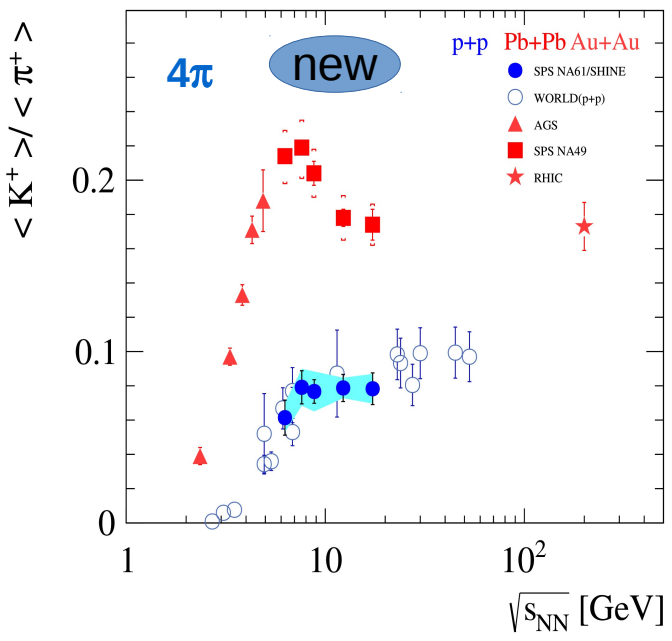 < K⁺ > / < π⁺ >
4π
new
p+p Pb+Pb Au+Au
SPS NA61/SHINE
WORLD(p+p)
AGS
SPS NA49
RHIC
0.2
0.1
0
1 10 10²
√sNN [GeV]